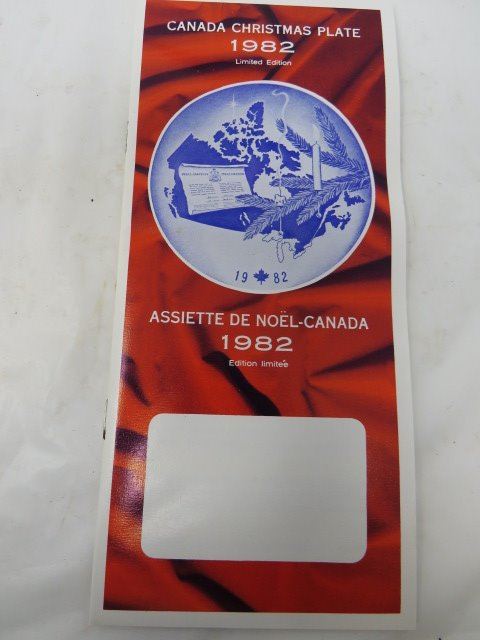 CANADA CHRISTMAS PLATE
1982
Limited Edition
19 82
ASSIETTE DE NOËL-CANADA
1982
Edition limitée